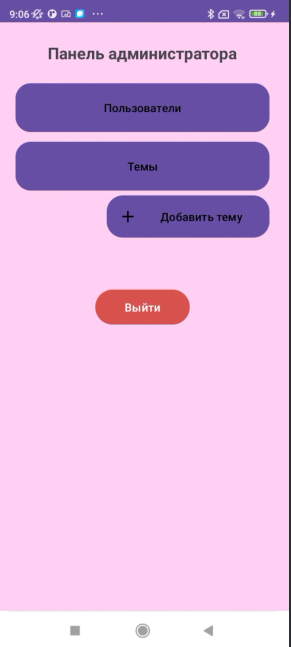 9:06
Панель администратора
Пользователи
Темы
+ Добавить тему
Выйти